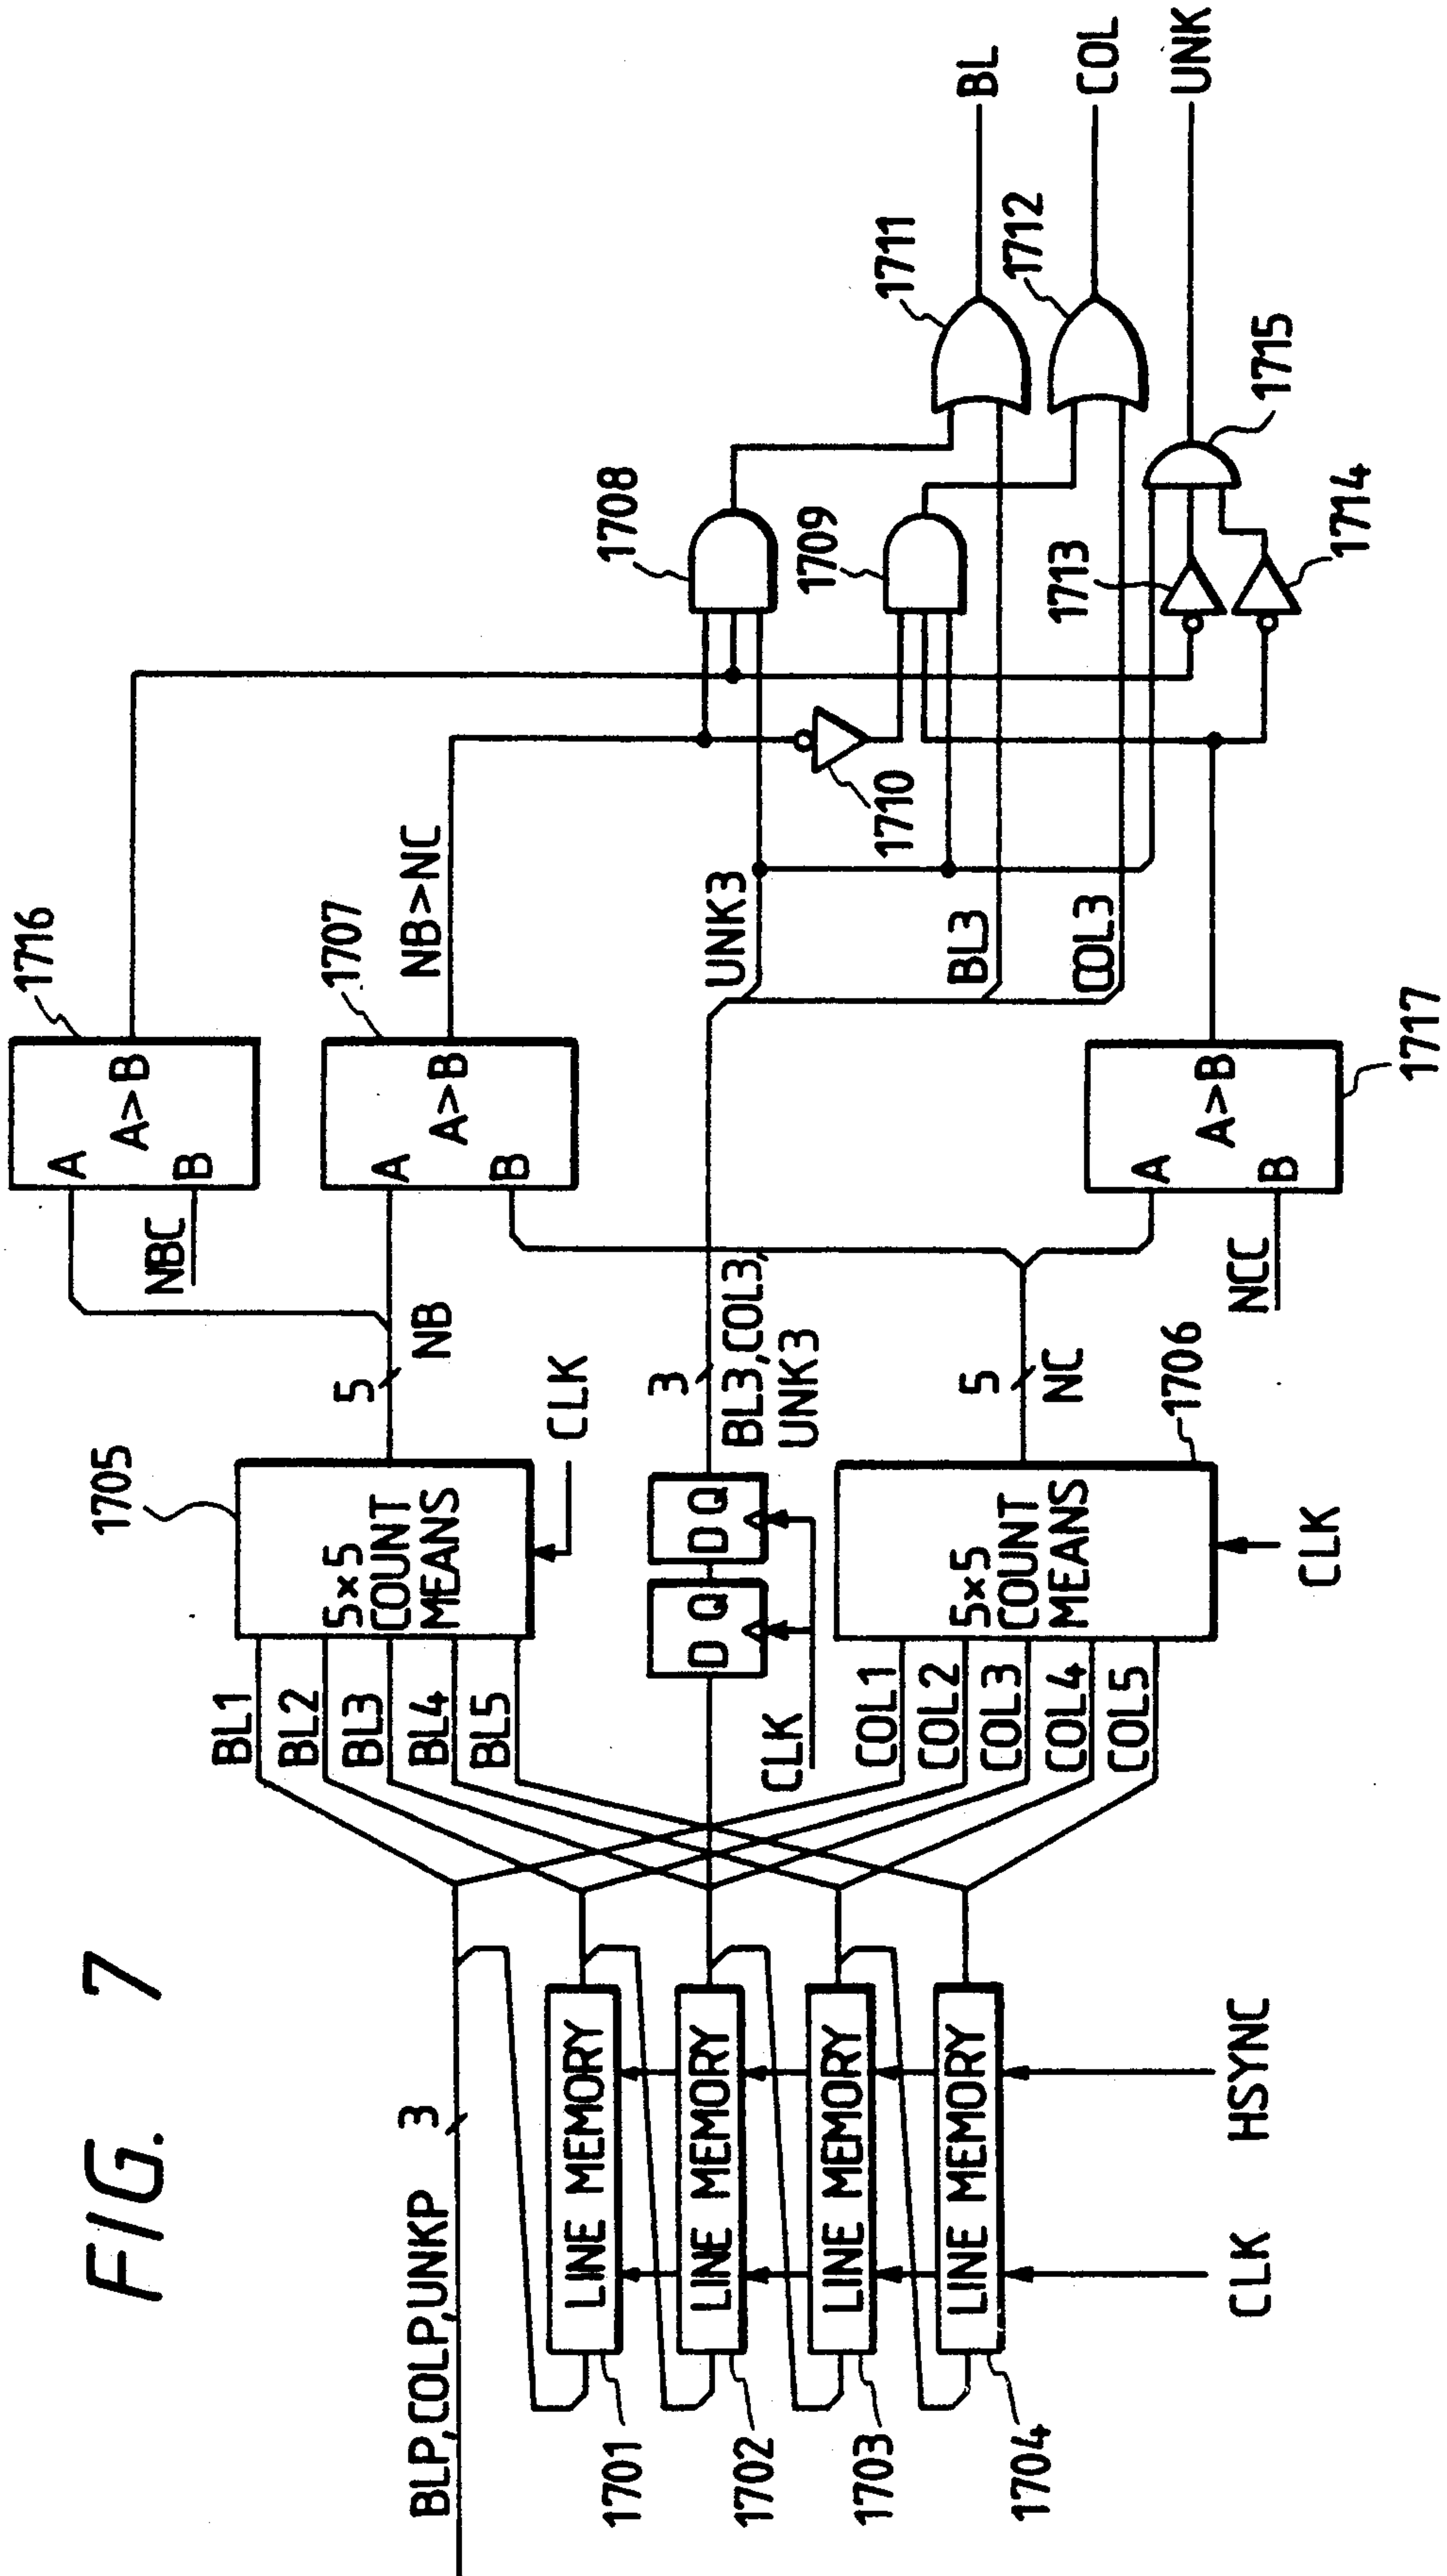 FIG. 7
BLP,COLP,UNKP
3
1701
LINE MEMORY
1702
LINE MEMORY
1703
LINE MEMORY
1704
LINE MEMORY
CLK
HSYNC
BL1
BL2
BL3
BL4
BL5
1705
5×5
COUNT
MEANS
CLK
5
NB
D Q
D Q
CLK
3
BL3,COL3,
UNK3
COL1
COL2
COL3
COL4
COL5
1706
5×5
COUNT
MEANS
CLK
5
NC
NBC
1716
A
B
A>B
1707
A
B
A>B
NB>NC
NCC
1717
A
B
A>B
UNK3
BL3
COL3
1710
1708
1709
1713
1714
1711
1712
1715
BL
COL
UNK